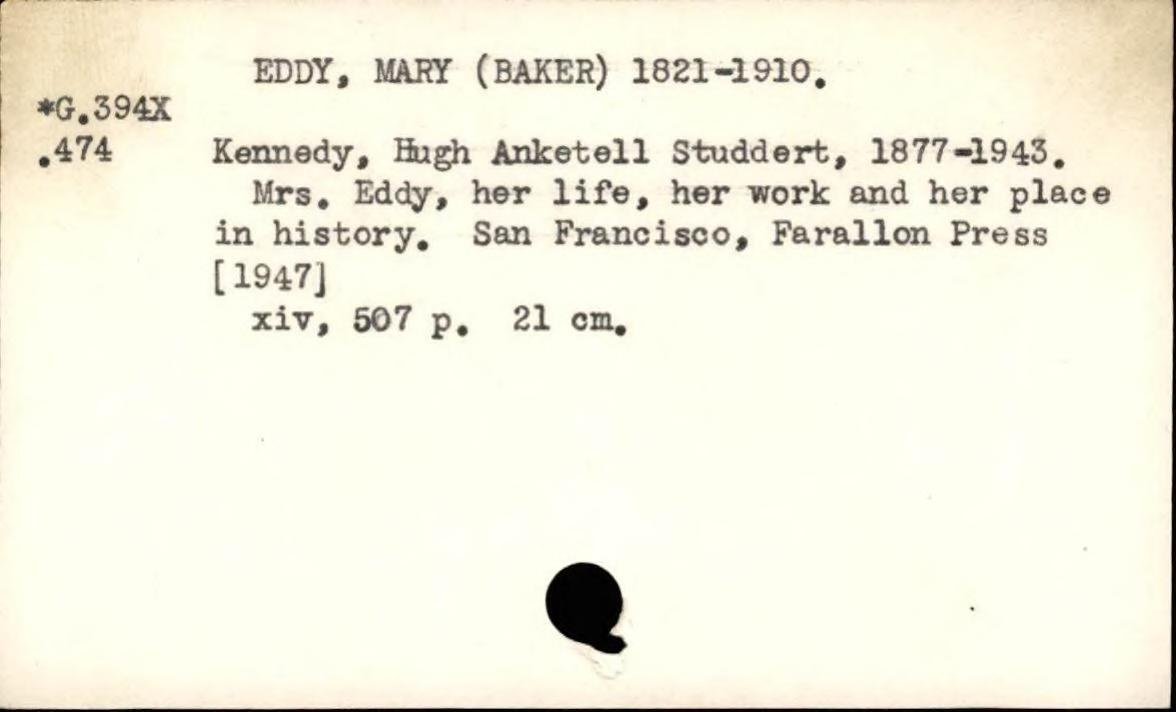 EDDY, MARY (BAKER) 1821-1910.
*G.394X
.474 Kennedy, Hugh Anketell Studdert, 1877-1943.
Mrs. Eddy, her life, her work and her place
in history. San Francisco, Farallon Press
[1947]
xiv, 507 p. 21 cm.